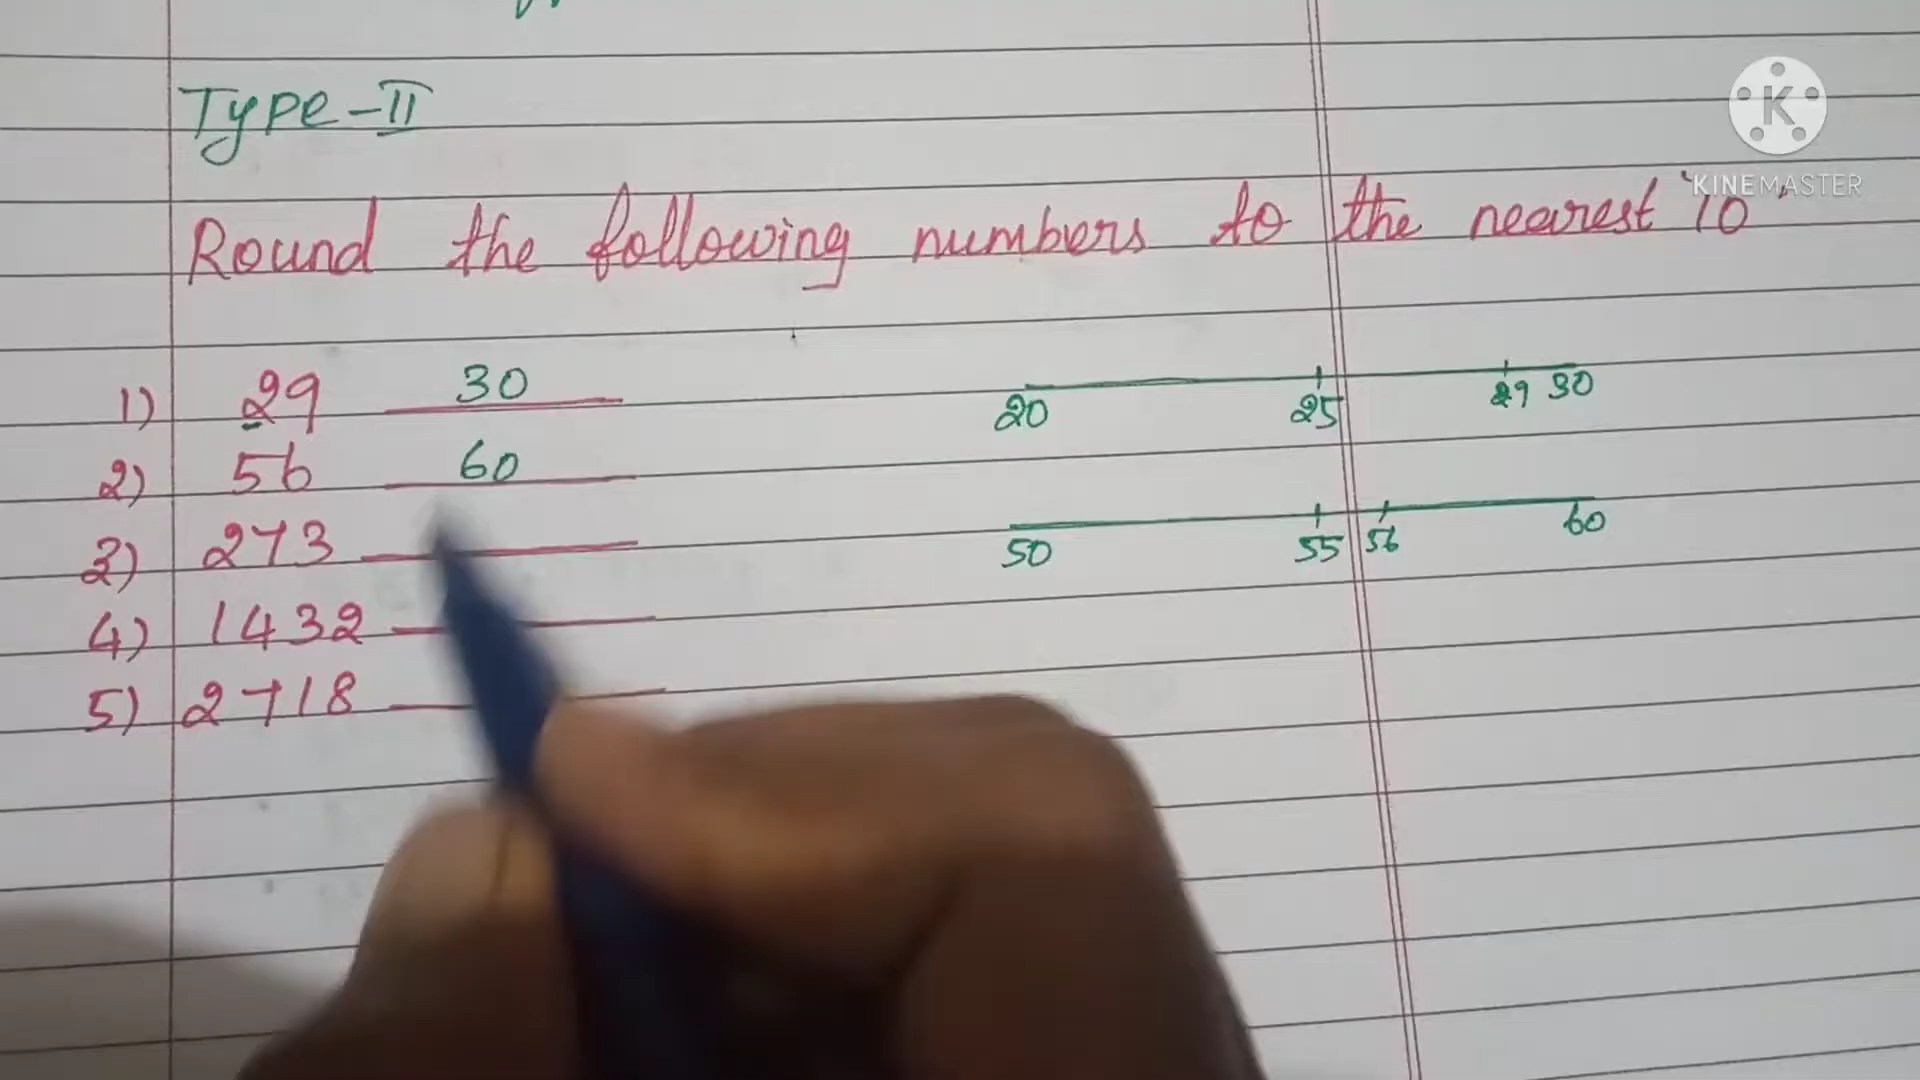 Type-II
K
KINEMASTER
Round the following numbers to the nearest '10'
1) 29 30
20 25 29 30
2) 56 60
50 55 56 60
3) 273
4) 1432
5) 2718